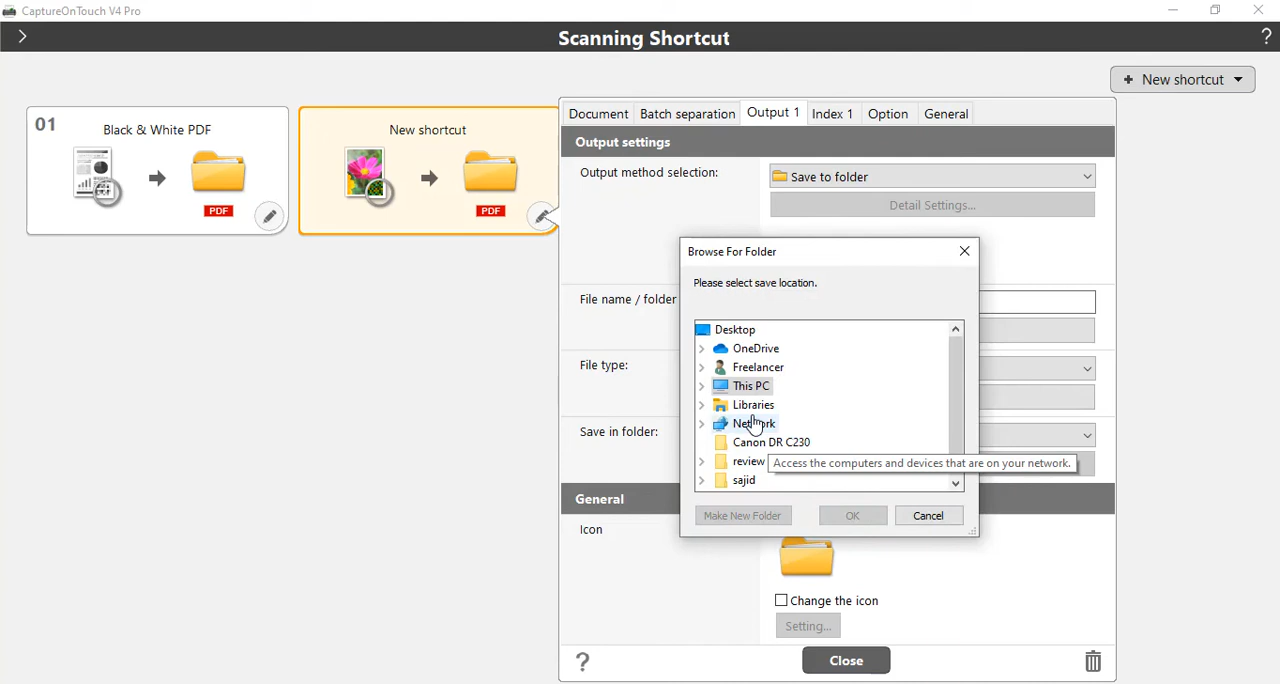 CaptureOnTouch V4 Pro
Scanning Shortcut
?
+ New shortcut
01
Black & White PDF
PDF
New shortcut
PDF
Document Batch separation Output 1 Index 1 Option General
Output settings
Output method selection:
Save to folder
Detail Settings...
File name / folder
File type:
Save in folder:
Browse For Folder
Please select save location.
Desktop
OneDrive
Freelancer
This PC
Libraries
Network
Canon DR C230
review
Access the computers and devices that are on your network.
sajid
Make New Folder OK Cancel
General
Icon
Change the icon
Setting...
? Close